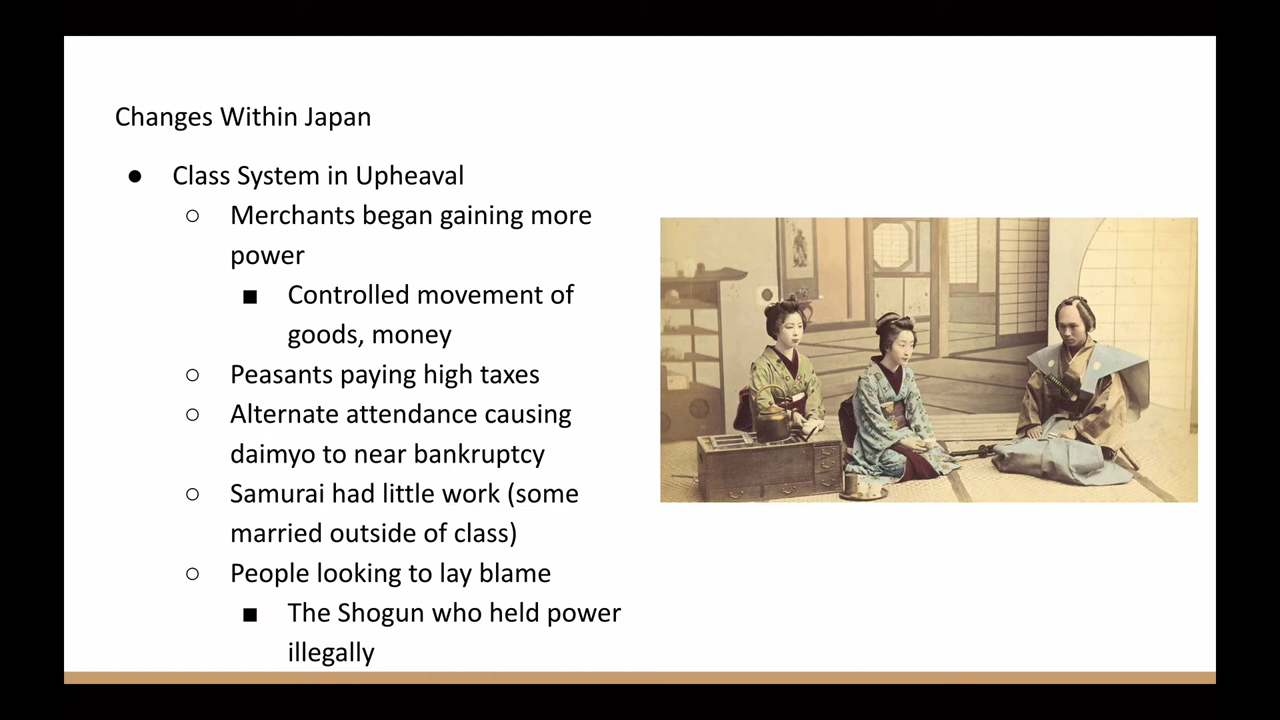 Changes Within Japan
● Class System in Upheaval
○ Merchants began gaining more
power
■ Controlled movement of
goods, money
○ Peasants paying high taxes
○ Alternate attendance causing
daimyo to near bankruptcy
○ Samurai had little work (some
married outside of class)
○ People looking to lay blame
■ The Shogun who held power
illegally